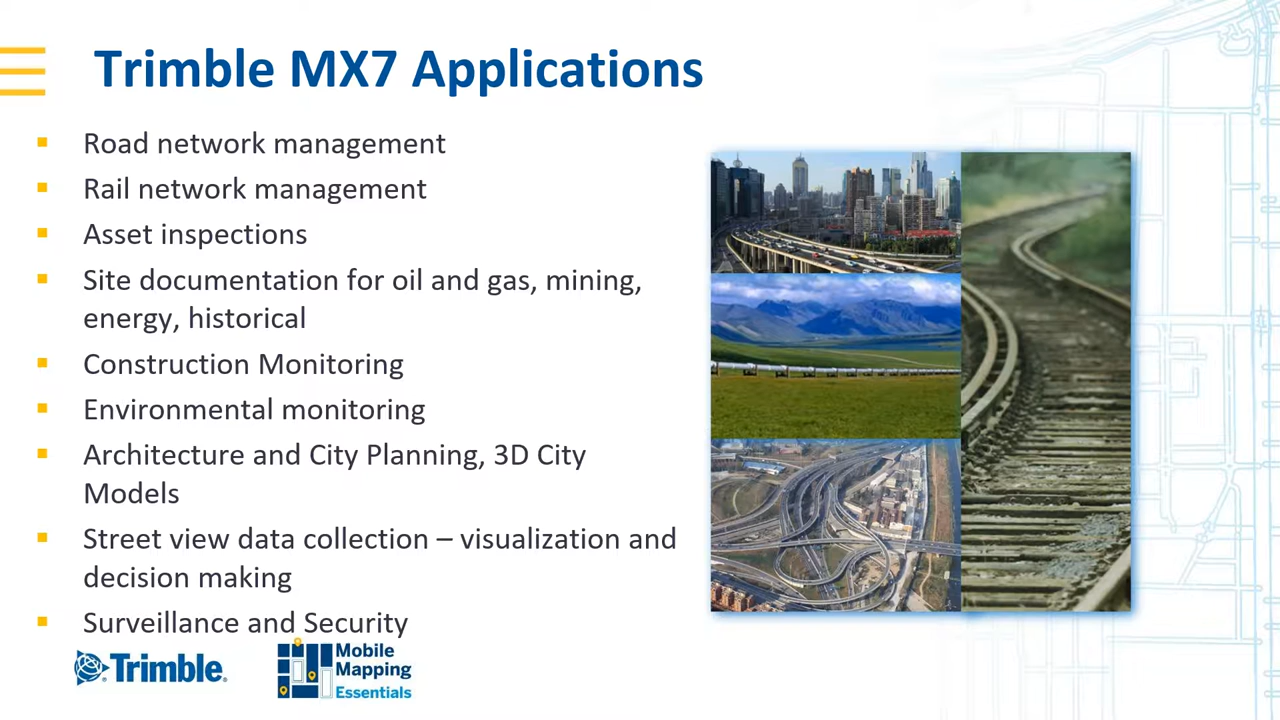 Trimble MX7 Applications
Road network management
Rail network management
Asset inspections
Site documentation for oil and gas, mining,
energy, historical
Construction Monitoring
Environmental monitoring
Architecture and City Planning, 3D City
Models
Street view data collection – visualization and
decision making
Surveillance and Security
Trimble
Mobile
Mapping
Essentials